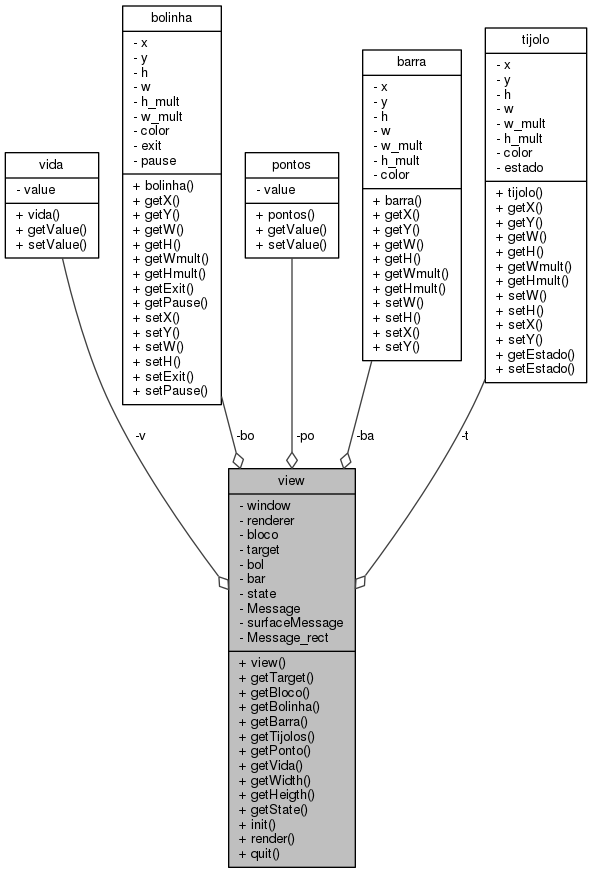 vida
- value
+ vida()
+ getValue()
+ setValue()
bolinha
- x
- y
- h
- w
- h_mult
- w_mult
- color
- exit
- pause
+ bolinha()
+ getX()
+ getY()
+ getW()
+ getH()
+ getWmult()
+ getHmult()
+ getExit()
+ getPause()
+ setX()
+ setY()
+ setW()
+ setH()
+ setExit()
+ setPause()
pontos
- value
+ pontos()
+ getValue()
+ setValue()
barra
- x
- y
- h
- w
- w_mult
- h_mult
- color
+ barra()
+ getX()
+ getY()
+ getW()
+ getH()
+ getWmult()
+ getHmult()
+ setW()
+ setH()
+ setX()
+ setY()
tijolo
- x
- y
- h
- w
- w_mult
- h_mult
- color
- estado
+ tijolo()
+ getX()
+ getY()
+ getW()
+ getH()
+ getWmult()
+ getHmult()
+ setW()
+ setH()
+ setX()
+ setY()
+ getEstado()
+ setEstado()
-v
-bo
-po
-ba
-t
view
- window
- renderer
- bloco
- target
- bol
- bar
- state
- Message
- surfaceMessage
- Message_rect
+ view()
+ getTarget()
+ getBloco()
+ getBolinha()
+ getBarra()
+ getTijolos()
+ getPonto()
+ getVida()
+ getWidth()
+ getHeigth()
+ getState()
+ init()
+ render()
+ quit()